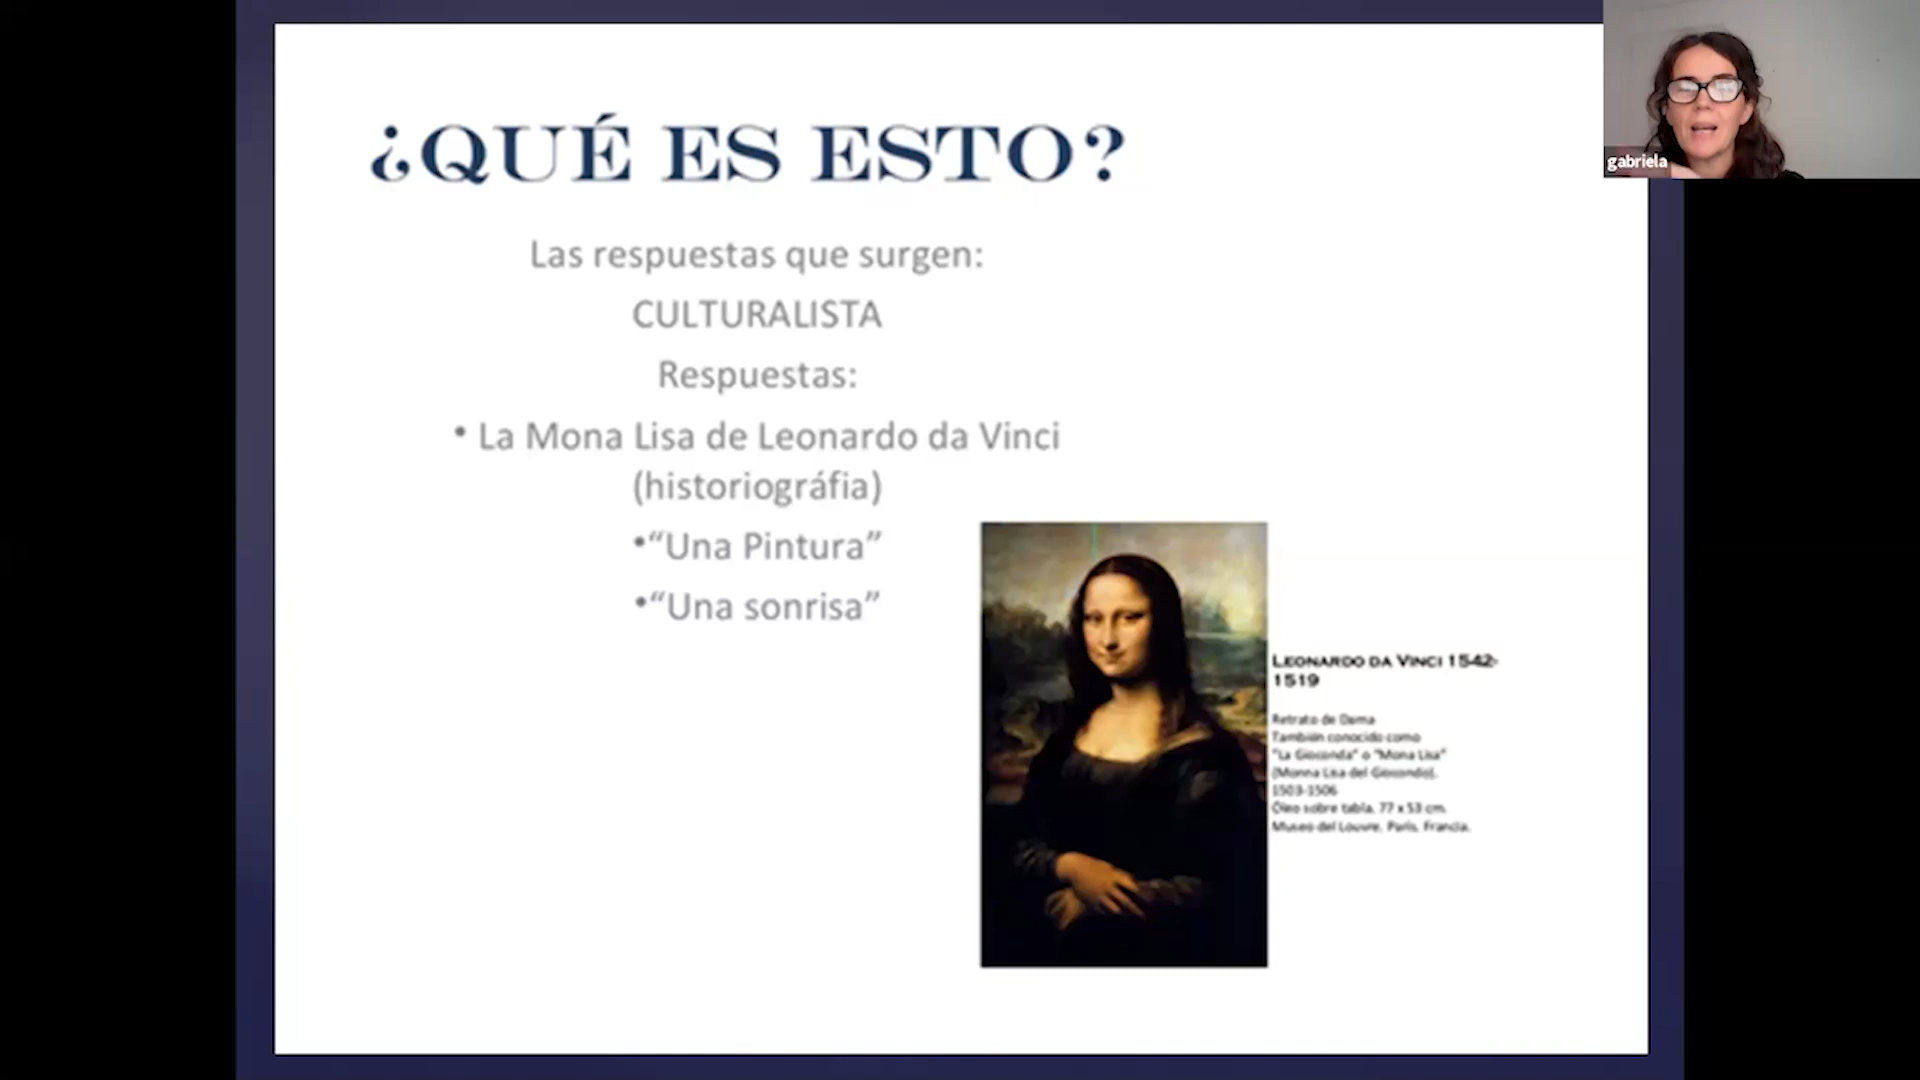 ¿QUÉ ES ESTO?
Las respuestas que surgen:
CULTURALISTA
Respuestas:
• La Mona Lisa de Leonardo da Vinci
(historiográfia)
•“Una Pintura”
•“Una sonrisa”
LEONARDO DA VINCI 1542-
1519
Retrato de Dama
También conocido como
"La Gioconda" o "Mona Lisa"
(Monna Lisa del Giocondo).
1503-1506
Óleo sobre tabla. 77 x 53 cm.
Museo del Louvre. París. Francia.
gabriela